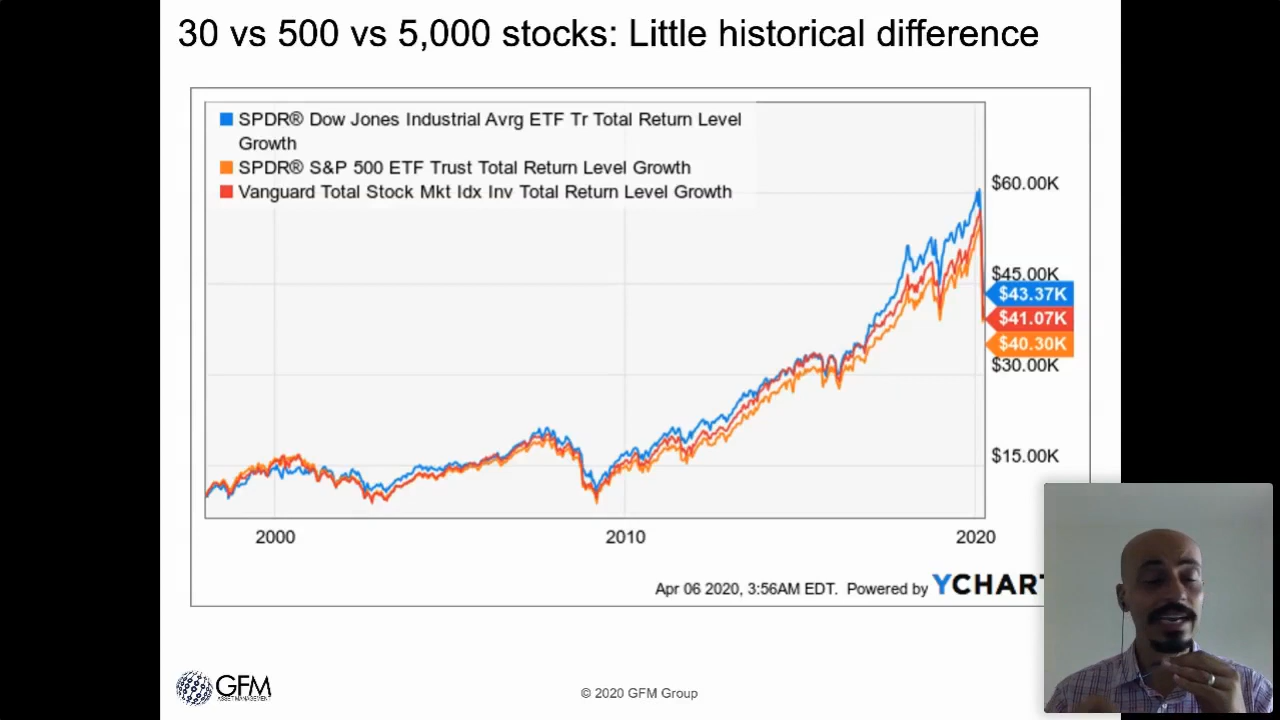 30 vs 500 vs 5,000 stocks: Little historical difference
SPDR® Dow Jones Industrial Avrg ETF Tr Total Return Level
Growth
SPDR® S&P 500 ETF Trust Total Return Level Growth
Vanguard Total Stock Mkt Idx Inv Total Return Level Growth
$60.00K
$45.00K
$43.37K
$41.07K
$40.30K
$30.00K
$15.00K
2000 2010 2020
Apr 06 2020, 3:56AM EDT. Powered by YCHART
GFM
ASSET MANAGEMENT
© 2020 GFM Group